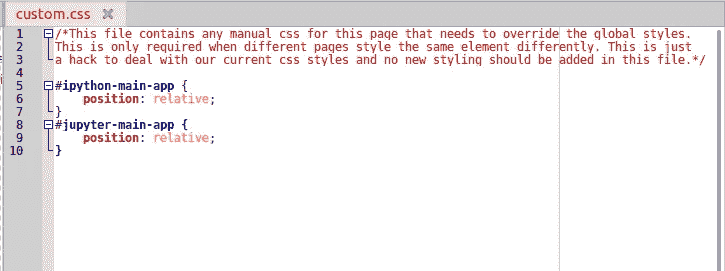 custom.css
1 /*This file contains any manual css for this page that needs to override the global styles.
2 This is only required when different pages style the same element differently. This is just
3 a hack to deal with our current css styles and no new styling should be added in this file.*/
4
5 #ipython-main-app {
6 position: relative;
7 }
8 #jupyter-main-app {
9 position: relative;
10 }